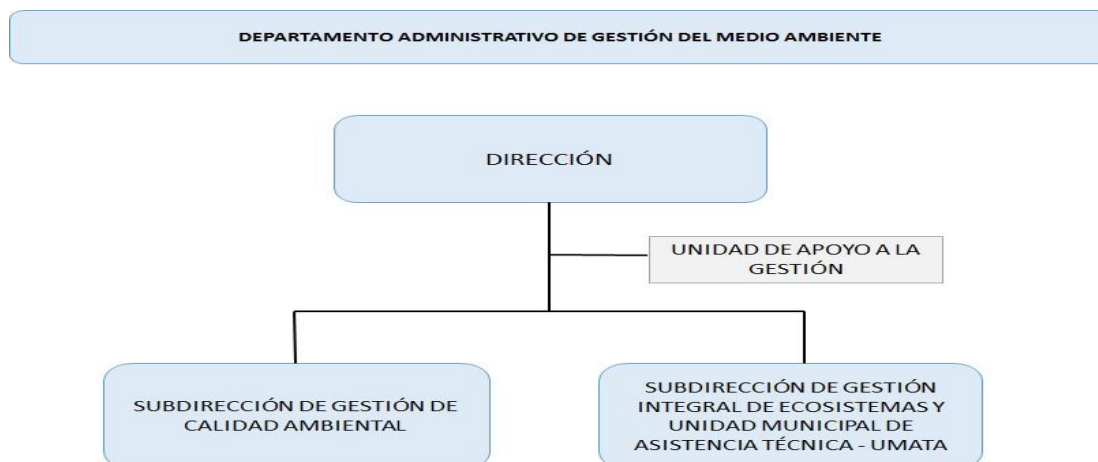 DEPARTAMENTO ADMINISTRATIVO DE GESTIÓN DEL MEDIO AMBIENTE
DIRECCIÓN
UNIDAD DE APOYO A LA
GESTIÓN
SUBDIRECCIÓN DE GESTIÓN DE
CALIDAD AMBIENTAL
SUBDIRECCIÓN DE GESTIÓN
INTEGRAL DE ECOSISTEMAS Y
UNIDAD MUNICIPAL DE
ASISTENCIA TÉCNICA - UMATA